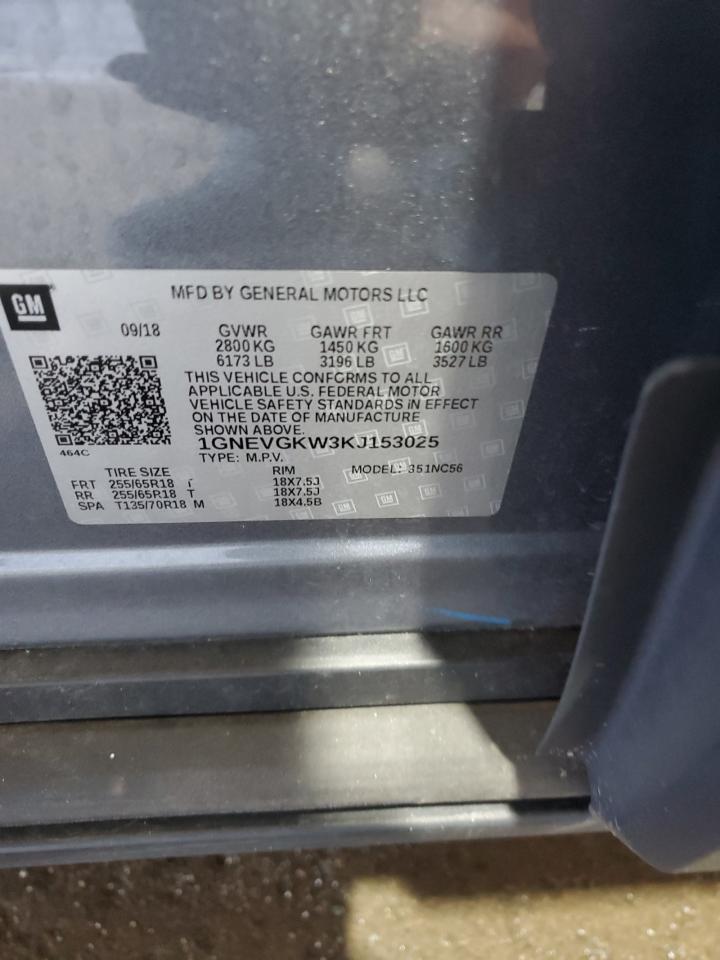 GM
MFD BY GENERAL MOTORS LLC
09/18 GVWR GAWR FRT GAWR RR
2800 KG 1450 KG 1600 KG
6173 LB 3196 LB 3527 LB
THIS VEHICLE CONFORMS TO ALL
APPLICABLE U.S. FEDERAL MOTOR
VEHICLE SAFETY STANDARDS IN EFFECT
ON THE DATE OF MANUFACTURE
SHOWN ABOVE.
1GNEVGKW3KJ153025
464C
TYPE: M.P.V. MODEL: 351NC56
TIRE SIZE RIM
FRT 255/65R18 18X7.5J
RR 255/65R18 T 18X7.5J
SPA T135/70R18 M 18X4.5B